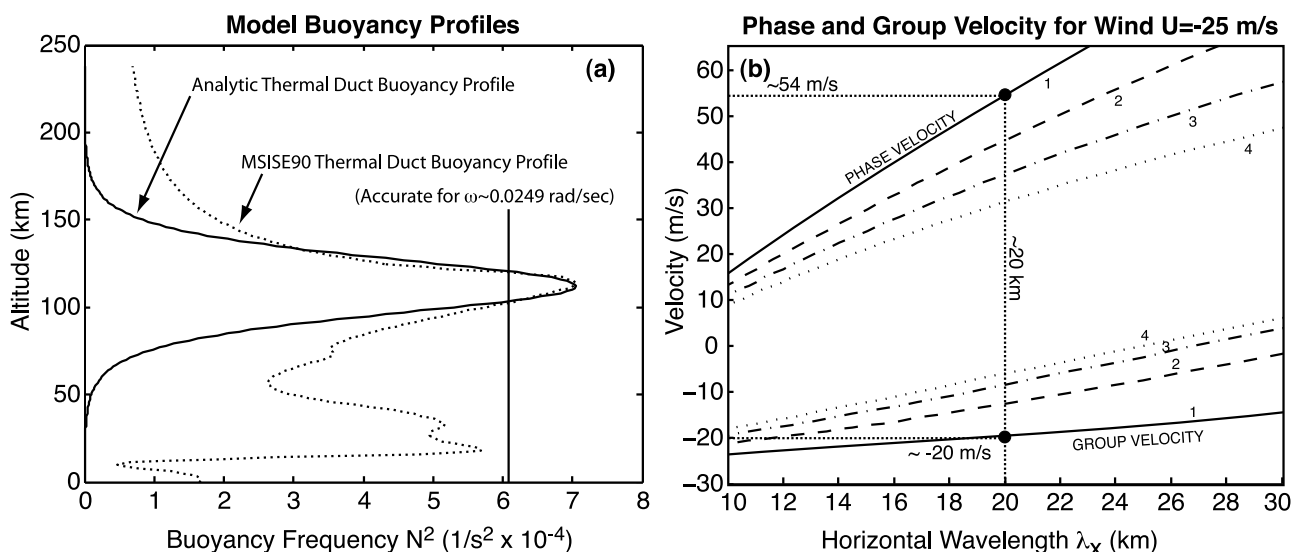 Model Buoyancy Profiles
250
200
150
100
50
0
Altitude (km)
(a)
Analytic Thermal Duct Buoyancy Profile
MSISE90 Thermal Duct Buoyancy Profile
(Accurate for ω~0.0249 rad/sec)
0 1 2 3 4 5 6 7 8
Buoyancy Frequency N² (1/s² x 10⁻⁴)
Phase and Group Velocity for Wind U=-25 m/s
60
50
40
30
20
10
0
−10
−20
−30
Velocity (m/s)
(b)
~54 m/s
1
2
3
4
PHASE VELOCITY
~20 km
4
3
2
1
~ -20 m/s
GROUP VELOCITY
10 12 14 16 18 20 22 24 26 28 30
Horizontal Wavelength λx (km)